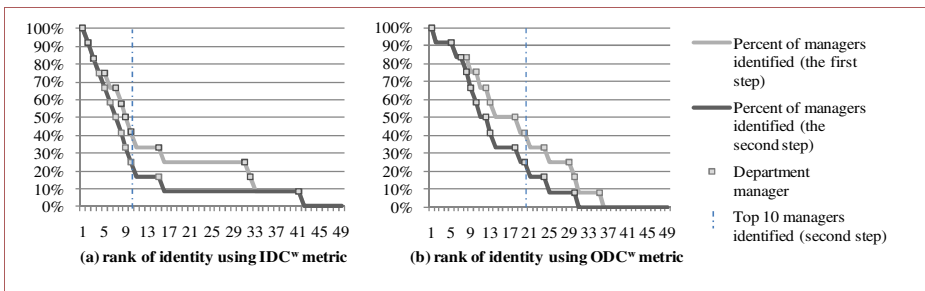 100%
90%
80%
70%
60%
50%
40%
30%
20%
10%
0%
1 5 9 13 17 21 25 29 33 37 41 45 49
(a) rank of identity using IDCʷ metric
100%
90%
80%
70%
60%
50%
40%
30%
20%
10%
0%
1 5 9 13 17 21 25 29 33 37 41 45 49
(b) rank of identity using ODCʷ metric
Percent of managers
identified (the first
step)
Percent of managers
identified (the
second step)
Department
manager
Top 10 managers
identified (second step)